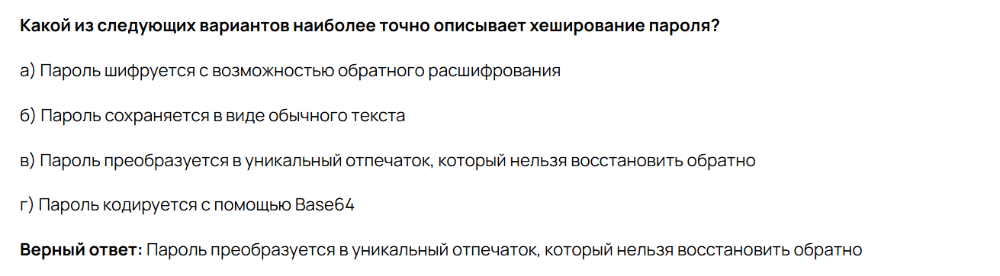 Какой из следующих вариантов наиболее точно описывает хеширование пароля?
а) Пароль шифруется с возможностью обратного расшифрования
б) Пароль сохраняется в виде обычного текста
в) Пароль преобразуется в уникальный отпечаток, который нельзя восстановить обратно
г) Пароль кодируется с помощью Base64
Верный ответ: Пароль преобразуется в уникальный отпечаток, который нельзя восстановить обратно